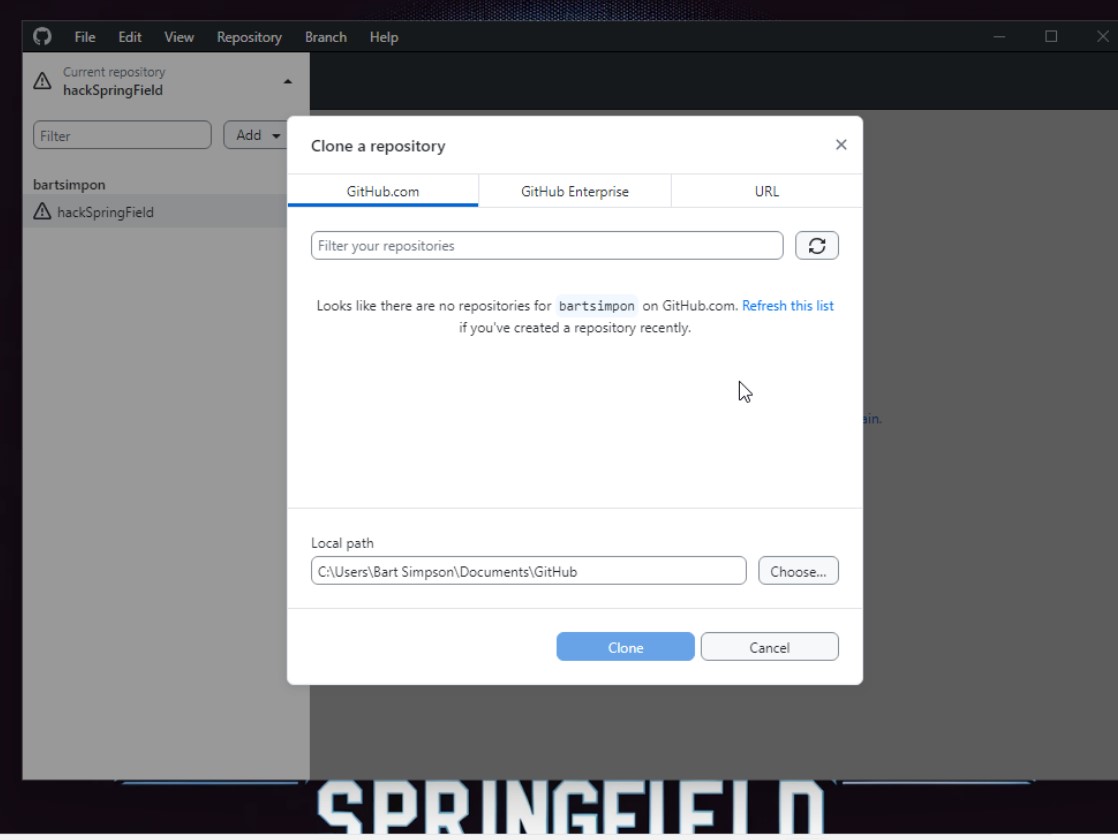 File Edit View Repository Branch Help
Current repository
hackSpringField
Filter
Add
bartsimpon
hackSpringField
Clone a repository
GitHub.com GitHub Enterprise URL
Filter your repositories
Looks like there are no repositories for bartsimpon on GitHub.com. Refresh this list
if you've created a repository recently.
ain.
Local path
C:\Users\Bart Simpson\Documents\GitHub
Choose...
Clone Cancel
SPRINGFIELD